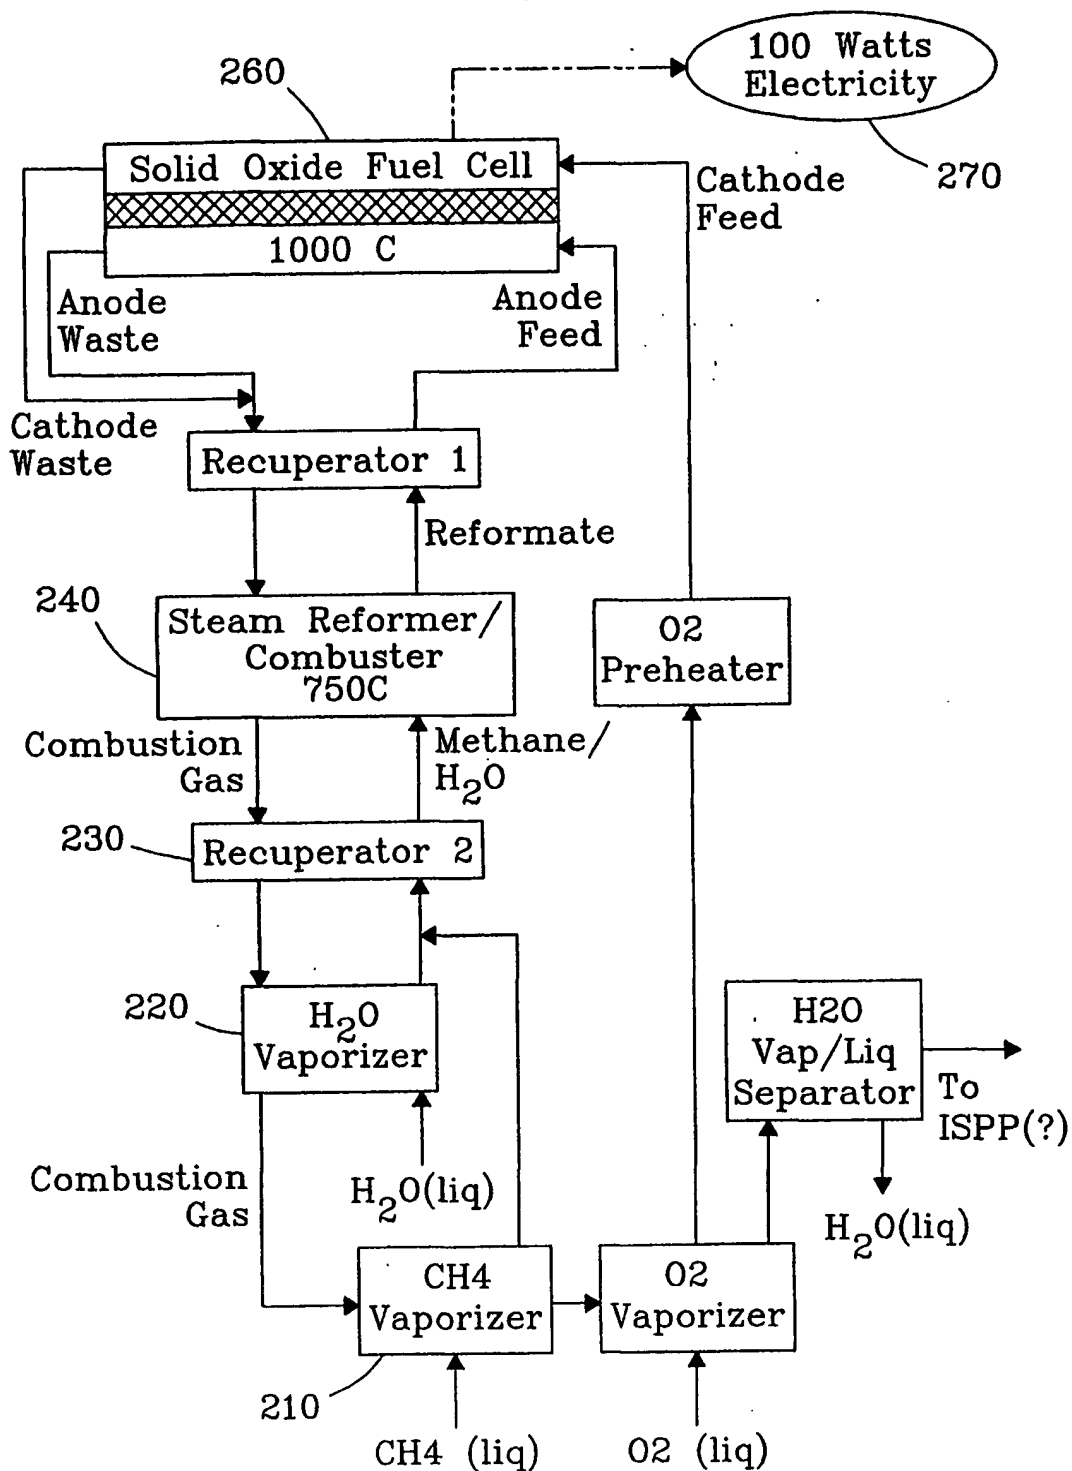 100 Watts
Electricity
260
270
Solid Oxide Fuel Cell
1000 C
Cathode
Feed
Anode
Waste
Anode
Feed
Cathode
Waste
Recuperator 1
Reformate
240
Steam Reformer/
Combuster
750C
O2
Preheater
Combustion
Gas
Methane/
H₂O
230
Recuperator 2
220
H₂O
Vaporizer
H2O
Vap/Liq
Separator
To
ISPP(?)
Combustion
Gas
H₂O(liq)
H₂O(liq)
CH4
Vaporizer
O2
Vaporizer
210
CH4 (liq)
O2 (liq)